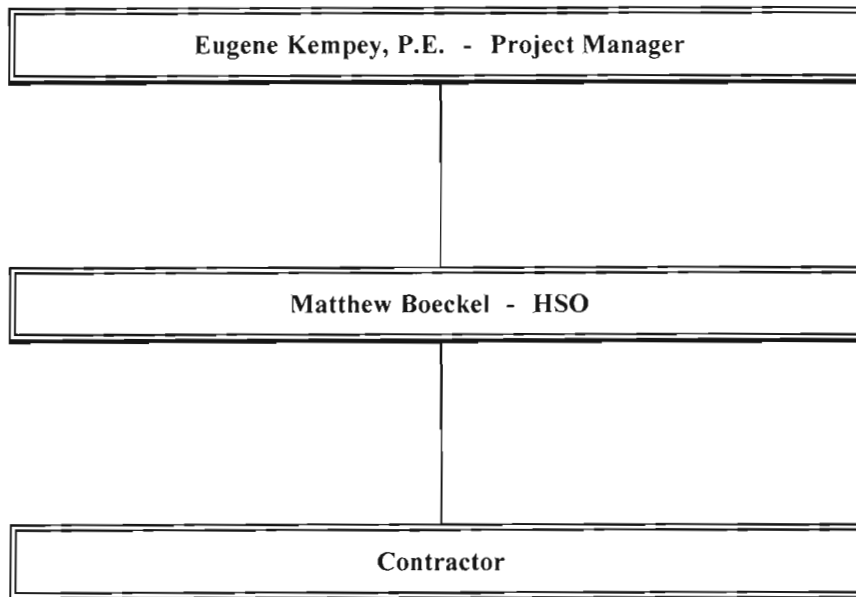 Eugene Kempey, P.E. - Project Manager
Matthew Boeckel - HSO
Contractor